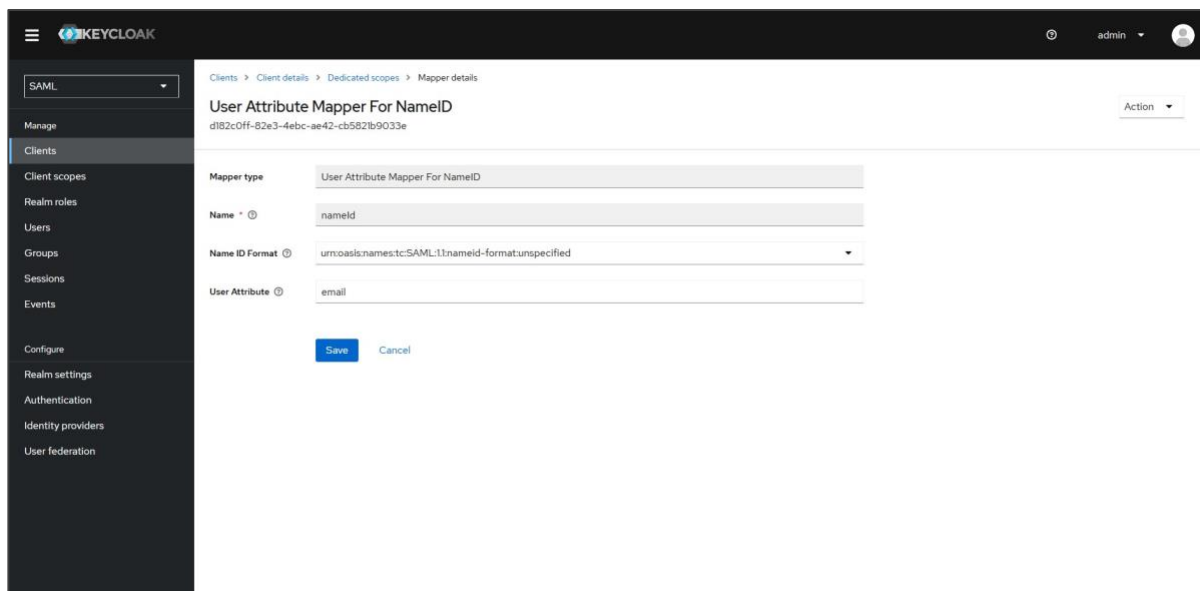 KEYCLOAK
admin
SAML
Manage
Clients
Client scopes
Realm roles
Users
Groups
Sessions
Events
Configure
Realm settings
Authentication
Identity providers
User federation
Clients > Client details > Dedicated scopes > Mapper details
User Attribute Mapper For NameID
d182c0ff-82e3-4ebc-ae42-cb5821b9033e
Action
Mapper type User Attribute Mapper For NameID
Name * nameId
Name ID Format urn:oasis:names:tc:SAML:1.1:nameid-format:unspecified
User Attribute email
Save Cancel